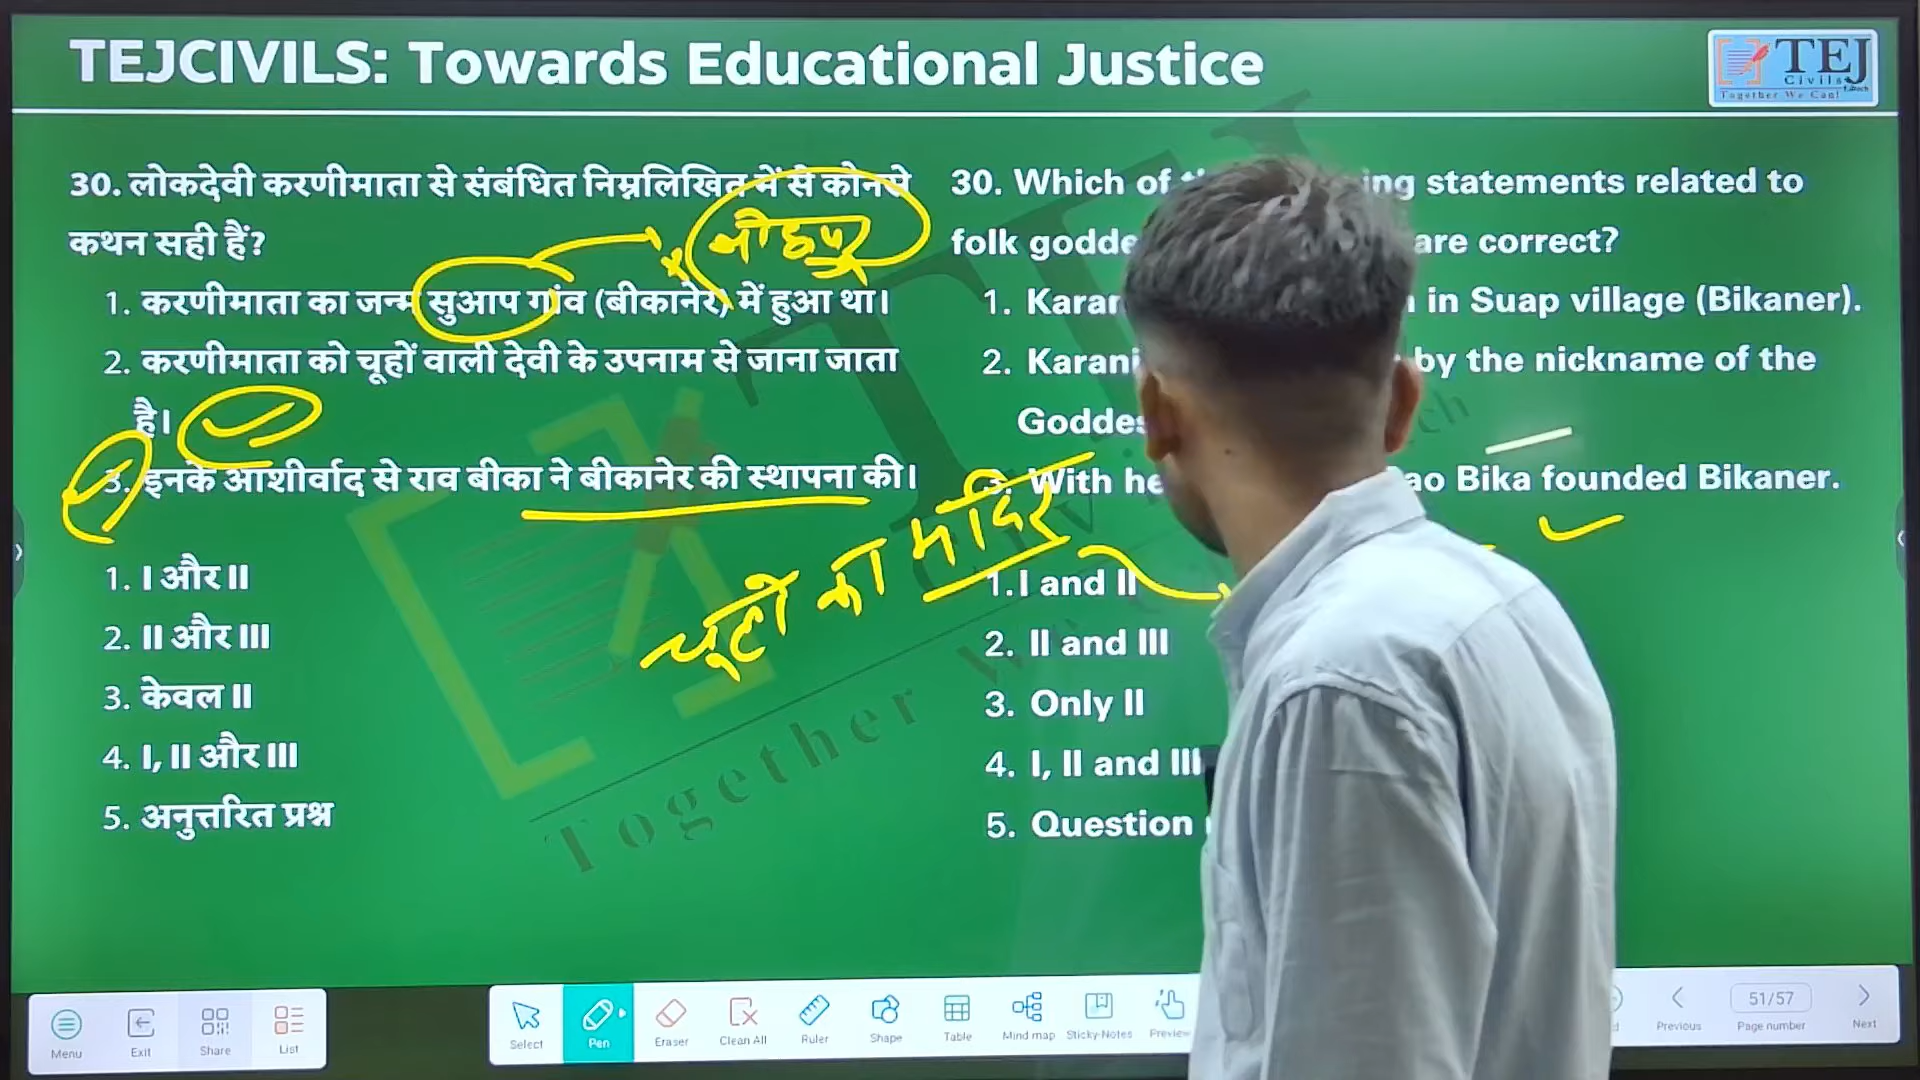 TEJCIVILS: Towards Educational Justice
TEJ
Civils
Together We Can!
30. लोकदेवी करणीमाता से संबंधित निम्नलिखित में से कोनसे
कथन सही हैं?
जोधपुर
1. करणीमाता का जन्म सुआप गांव (बीकानेर) में हुआ था।
2. करणीमाता को चूहों वाली देवी के उपनाम से जाना जाता
है।
3. इनके आशीर्वाद से राव बीका ने बीकानेर की स्थापना की।
चूहों का मंदिर
1. I और II
2. II और III
3. केवल II
4. I, II और III
5. अनुत्तरित प्रश्न
30. Which of ing statements related to
folk godde are correct?
1. Karan in Suap village (Bikaner).
2. Karani by the nickname of the
Goddes
3. With he ao Bika founded Bikaner.
1. I and II
2. II and III
3. Only II
4. I, II and III
5. Question
Together
Menu
Exit
Share
List
Select
Pen
Eraser
Clean All
Ruler
Shape
Table
Mind map
Sticky-Notes
Preview
Previous
51/57
Page number
Next